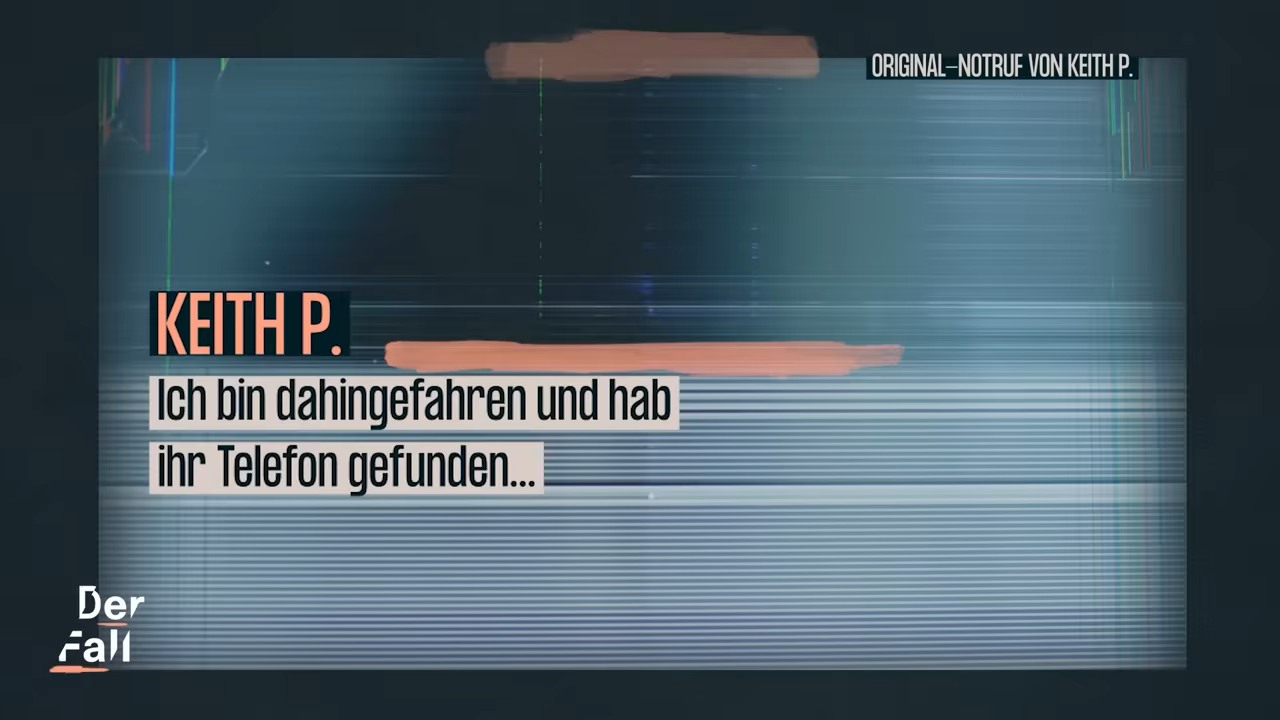 ORIGINAL–NOTRUF VON KEITH P.
KEITH P.
Ich bin dahingefahren und hab
ihr Telefon gefunden...
Der
Fall